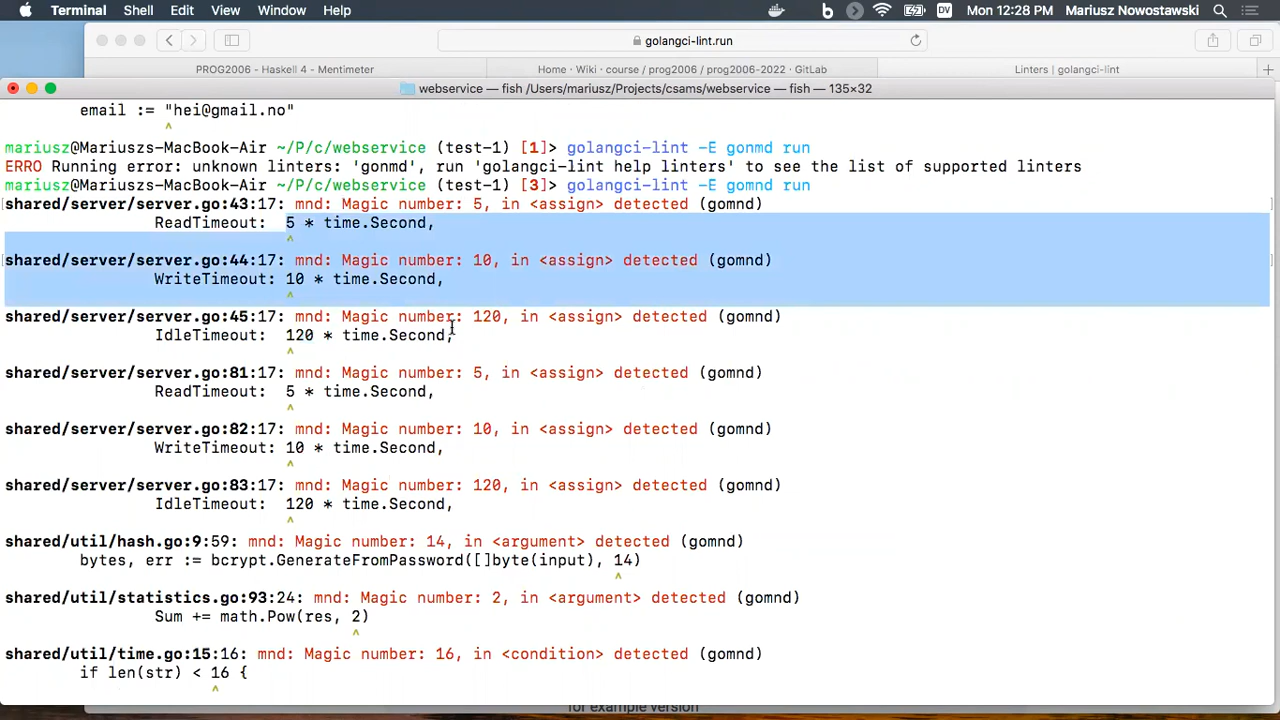 Terminal Shell Edit View Window Help DV Mon 12:28 PM Mariusz Nowostawski
golangci-lint.run
PROG2006 - Haskell 4 - Mentimeter Home · Wiki · course / prog2006 / prog2006-2022 · GitLab Linters | golangci-lint
webservice — fish /Users/mariusz/Projects/csams/webservice — fish — 135×32
email := "hei@gmail.no"
^
mariusz@Mariuszs-MacBook-Air ~/P/c/webservice (test-1) [1]> golangci-lint -E gonmd run
ERRO Running error: unknown linters: 'gonmd', run 'golangci-lint help linters' to see the list of supported linters
mariusz@Mariuszs-MacBook-Air ~/P/c/webservice (test-1) [3]> golangci-lint -E gomnd run
shared/server/server.go:43:17: mnd: Magic number: 5, in <assign> detected (gomnd)
ReadTimeout: 5 * time.Second,
^
shared/server/server.go:44:17: mnd: Magic number: 10, in <assign> detected (gomnd)
WriteTimeout: 10 * time.Second,
^
shared/server/server.go:45:17: mnd: Magic number: 120, in <assign> detected (gomnd)
IdleTimeout: 120 * time.Second,
^
shared/server/server.go:81:17: mnd: Magic number: 5, in <assign> detected (gomnd)
ReadTimeout: 5 * time.Second,
^
shared/server/server.go:82:17: mnd: Magic number: 10, in <assign> detected (gomnd)
WriteTimeout: 10 * time.Second,
^
shared/server/server.go:83:17: mnd: Magic number: 120, in <assign> detected (gomnd)
IdleTimeout: 120 * time.Second,
^
shared/util/hash.go:9:59: mnd: Magic number: 14, in <argument> detected (gomnd)
bytes, err := bcrypt.GenerateFromPassword([]byte(input), 14)
^
shared/util/statistics.go:93:24: mnd: Magic number: 2, in <argument> detected (gomnd)
Sum += math.Pow(res, 2)
^
shared/util/time.go:15:16: mnd: Magic number: 16, in <condition> detected (gomnd)
if len(str) < 16 {
^
for example version